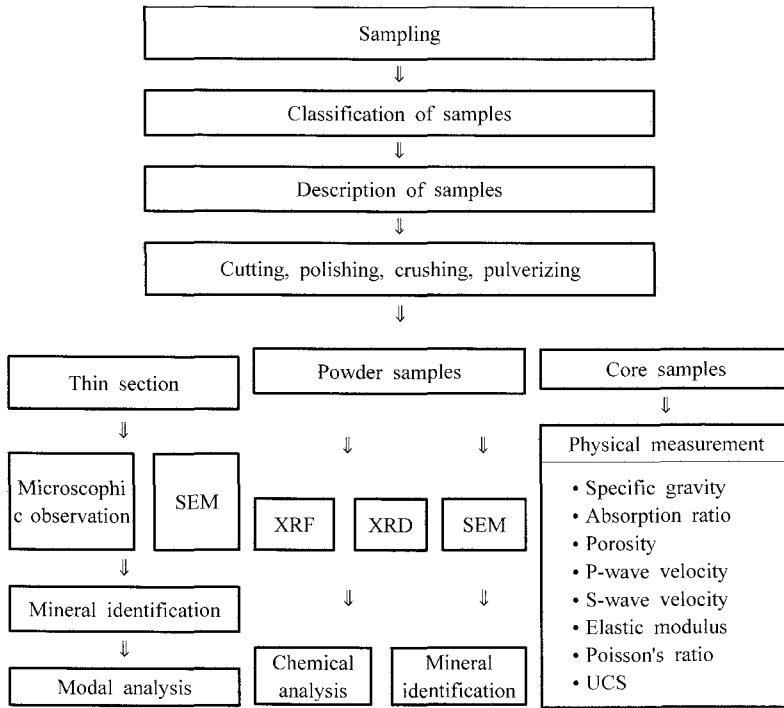 Sampling
⇓
Classification of samples
⇓
Description of samples
⇓
Cutting, polishing, crushing, pulverizing
⇓
Thin section
⇓
Microscophi
c observation
SEM
⇓
Mineral identification
⇓
Modal analysis
Powder samples
⇓ ⇓
XRF XRD SEM
⇓ ⇓
Chemical
analysis
Mineral
identification
Core samples
⇓
Physical measurement
• Specific gravity
• Absorption ratio
• Porosity
• P-wave velocity
• S-wave velocity
• Elastic modulus
• Poisson's ratio
• UCS